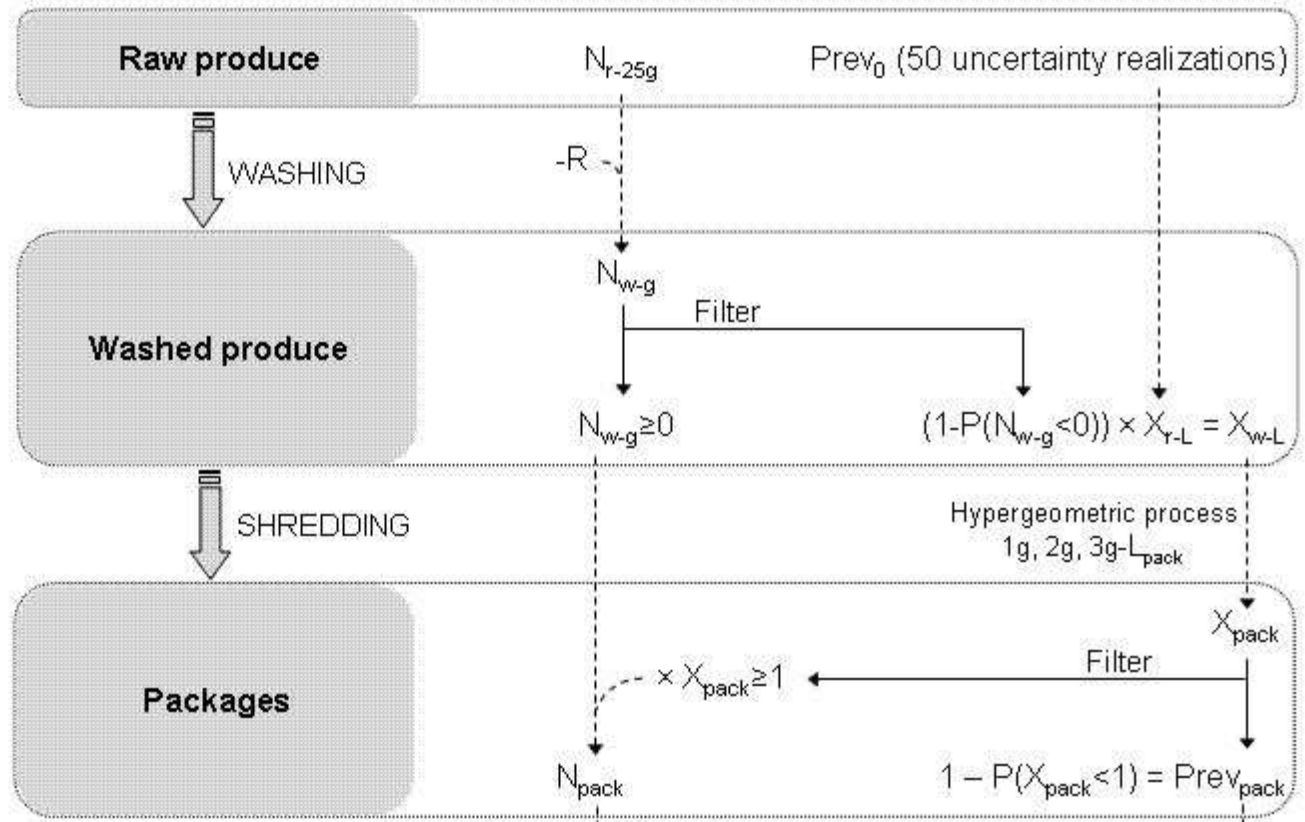 Raw produce
N_r-25g
Prev_0 (50 uncertainty realizations)
WASHING
-R
N_w-g
Filter
Washed produce
N_w-g≥0
(1-P(N_w-g<0)) × X_r-L = X_w-L
SHREDDING
Hypergeometric process
1g, 2g, 3g-L_pack
X_pack
Filter
× X_pack≥1
Packages
N_pack
1 – P(X_pack<1) = Prev_pack